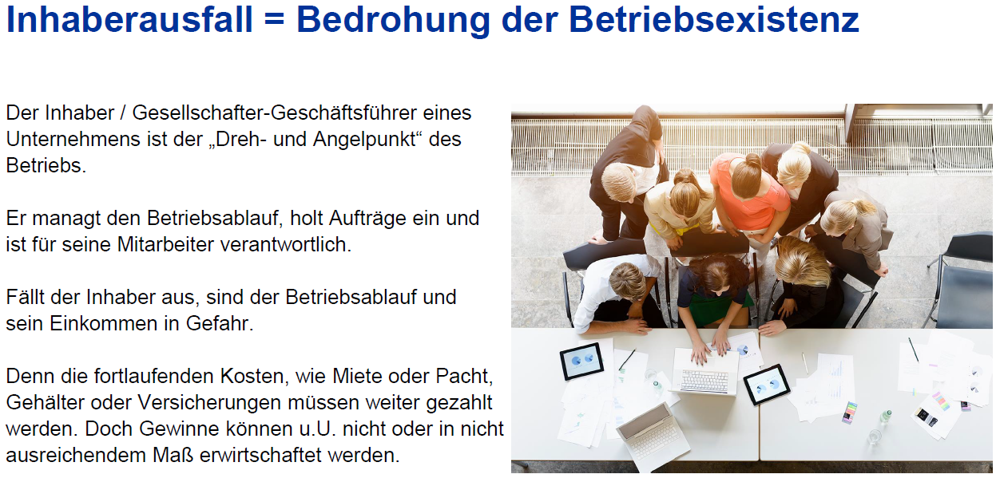 Inhaberausfall = Bedrohung der Betriebsexistenz
Der Inhaber / Gesellschafter-Geschäftsführer eines
Unternehmens ist der „Dreh- und Angelpunkt“ des
Betriebs.
Er managt den Betriebsablauf, holt Aufträge ein und
ist für seine Mitarbeiter verantwortlich.
Fällt der Inhaber aus, sind der Betriebsablauf und
sein Einkommen in Gefahr.
Denn die fortlaufenden Kosten, wie Miete oder Pacht,
Gehälter oder Versicherungen müssen weiter gezahlt
werden. Doch Gewinne können u.U. nicht oder in nicht
ausreichendem Maß erwirtschaftet werden.